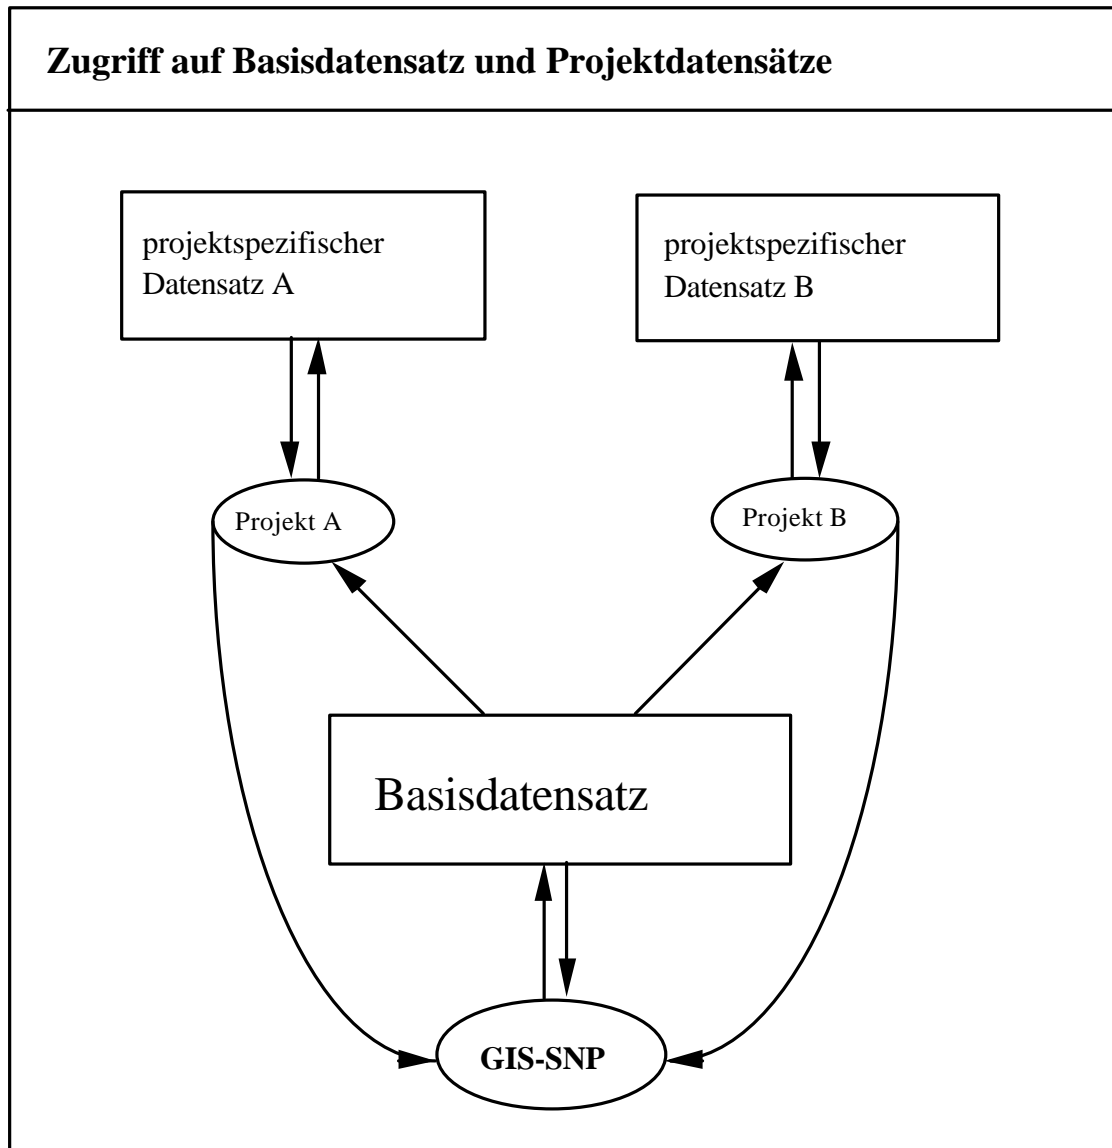 Zugriff auf Basisdatensatz und Projektdatensätze
projektspezifischer
Datensatz A
projektspezifischer
Datensatz B
Projekt A
Projekt B
Basisdatensatz
GIS-SNP